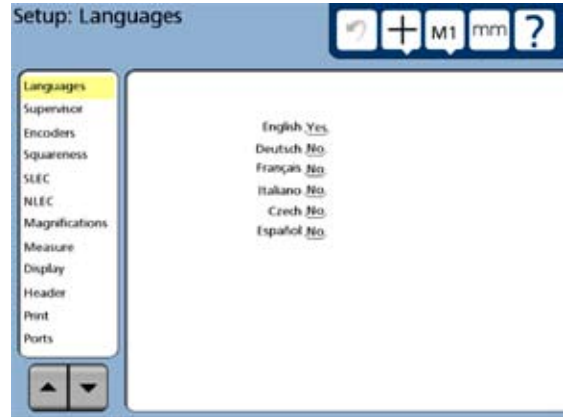 Setup: Languages
M1 mm ?
Languages
Supervisor
Encoders
Squareness
SLEC
NLEC
Magnifications
Measure
Display
Header
Print
Ports
English Yes
Deutsch No
Français No
Italiano No
Czech No
Español No